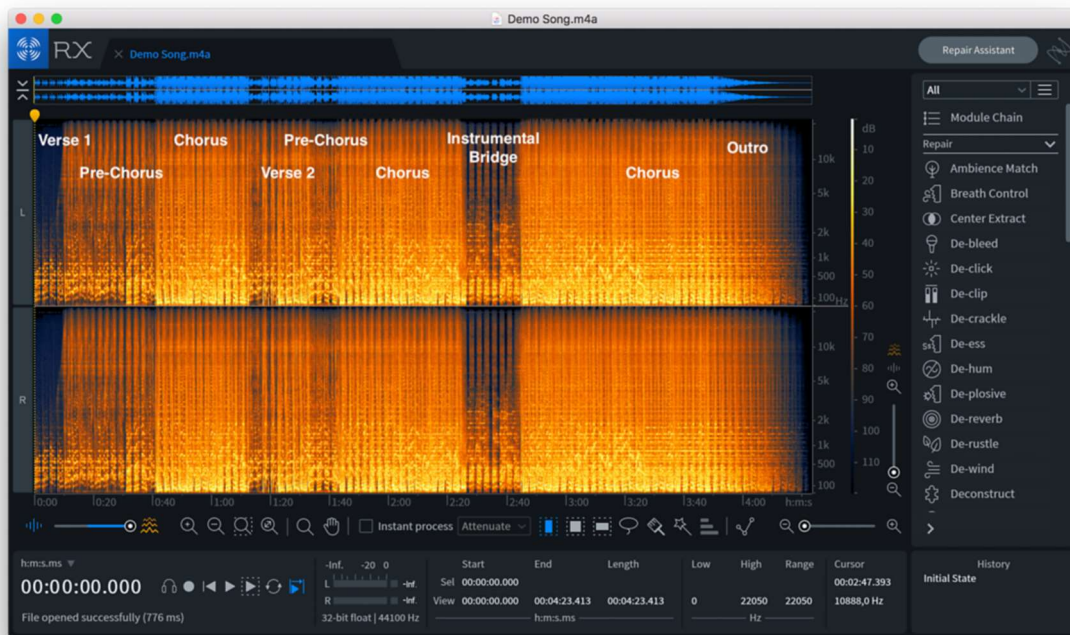 Demo Song.m4a
RX
Demo Song.m4a
Repair Assistant
Verse 1
Pre-Chorus
Chorus
Pre-Chorus
Verse 2
Chorus
Instrumental
Bridge
Chorus
Outro
L
R
10k
5k
2k
1k
500
100 Hz
10k
5k
2k
1k
500
100
dB
10
20
30
40
50
60
70
80
90
100
110
0:00 0:20 0:40 1:00 1:20 1:40 2:00 2:20 2:40 3:00 3:20 3:40 4:00 h:m:s
All
Module Chain
Repair
Ambience Match
Breath Control
Center Extract
De-bleed
De-click
De-clip
De-crackle
De-ess
De-hum
De-plosive
De-reverb
De-rustle
De-wind
Deconstruct
Instant process Attenuate
h:m:s.ms
00:00:00.000
File opened successfully (776 ms)
-Inf. -20 0
L -Inf.
R -Inf.
32-bit float | 44100 Hz
Start End Length
Sel 00:00:00.000
View 00:00:00.000 00:04:23.413 00:04:23.413
h:m:s.ms
Low High Range
0 22050 22050
Hz
Cursor
00:02:47.393
10888,0 Hz
History
Initial State